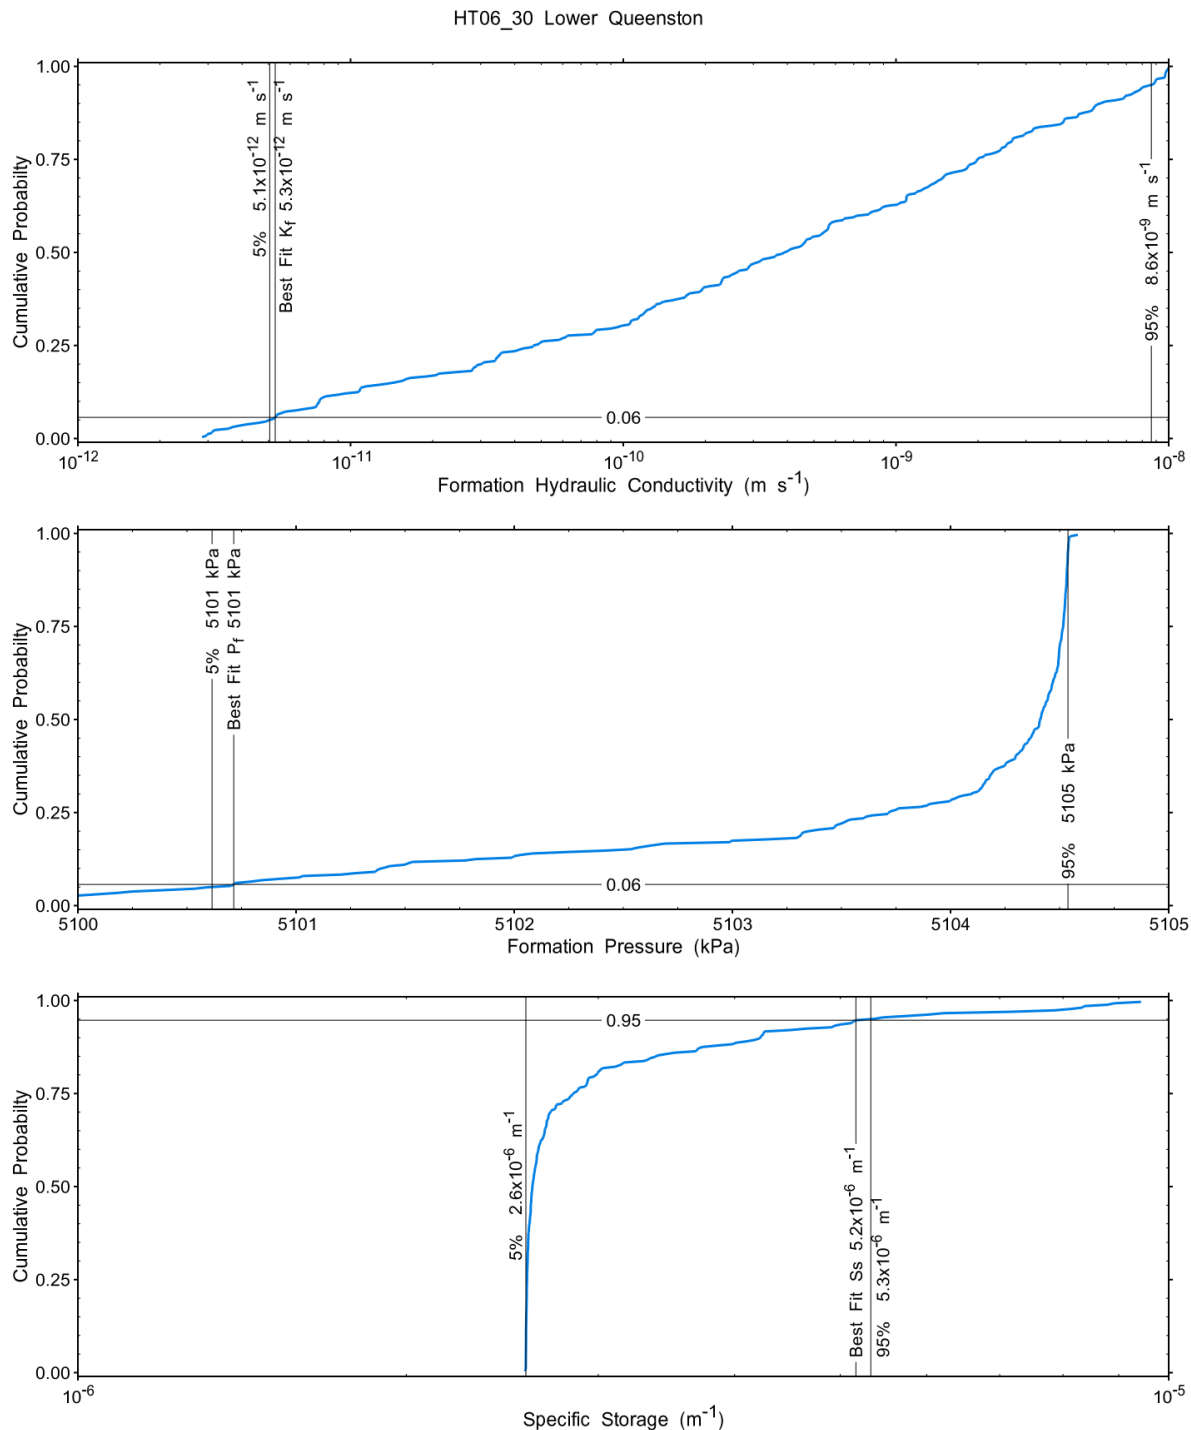 HT06_30 Lower Queenston
Cumulative Probabilty
1.00
0.75
0.50
0.25
0.00
5% 5.1x10^-12 m s^-1
Best Fit K_f 5.3x10^-12 m s^-1
95% 8.6x10^-9 m s^-1
0.06
10^-12 10^-11 10^-10 10^-9 10^-8
Formation Hydraulic Conductivity (m s^-1)
Cumulative Probabilty
1.00
0.75
0.50
0.25
0.00
5% 5101 kPa
Best Fit P_f 5101 kPa
95% 5105 kPa
0.06
5100 5101 5102 5103 5104 5105
Formation Pressure (kPa)
Cumulative Probabilty
1.00
0.75
0.50
0.25
0.00
0.95
5% 2.6x10^-6 m^-1
Best Fit Ss 5.2x10^-6 m^-1
95% 5.3x10^-6 m^-1
10^-6 10^-5
Specific Storage (m^-1)